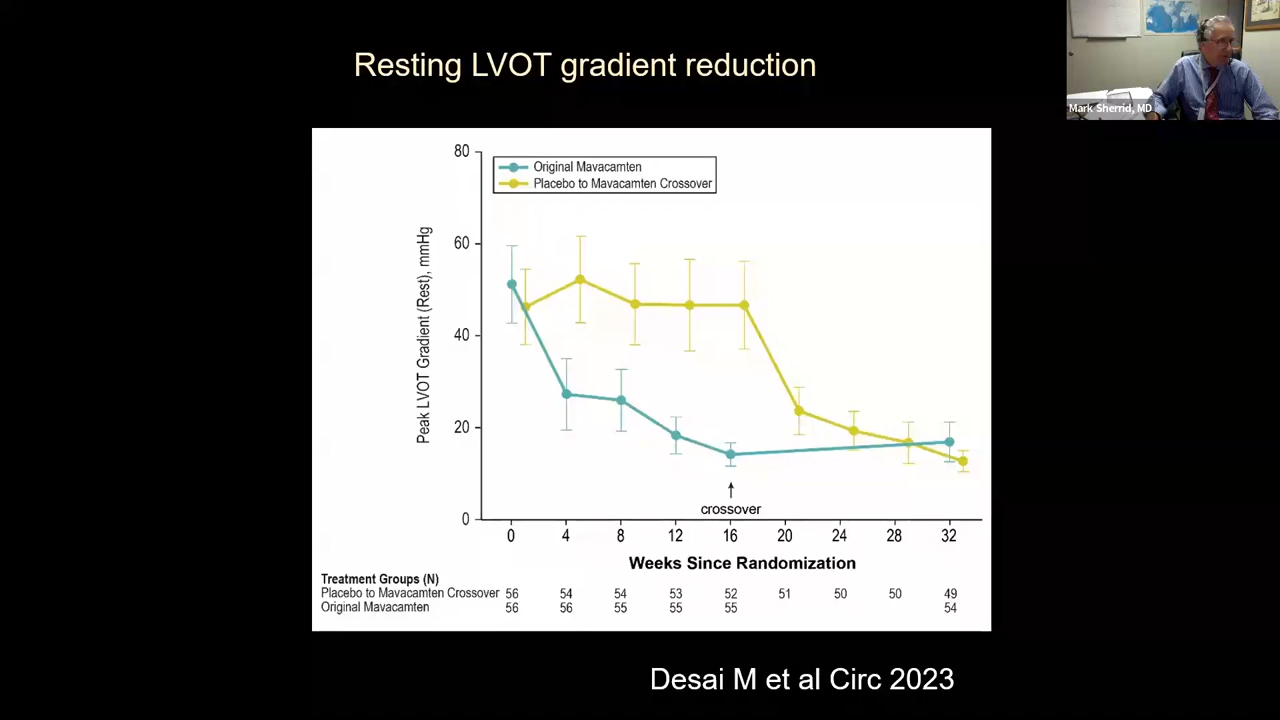 Resting LVOT gradient reduction
Mark Sherrid, MD
80
60
40
20
0
Peak LVOT Gradient (Rest), mmHg
Original Mavacamten
Placebo to Mavacamten Crossover
crossover
0 4 8 12 16 20 24 28 32
Weeks Since Randomization
Treatment Groups (N)
Placebo to Mavacamten Crossover 56 54 54 53 52 51 50 50 49
Original Mavacamten 56 56 55 55 55 54
Desai M et al Circ 2023